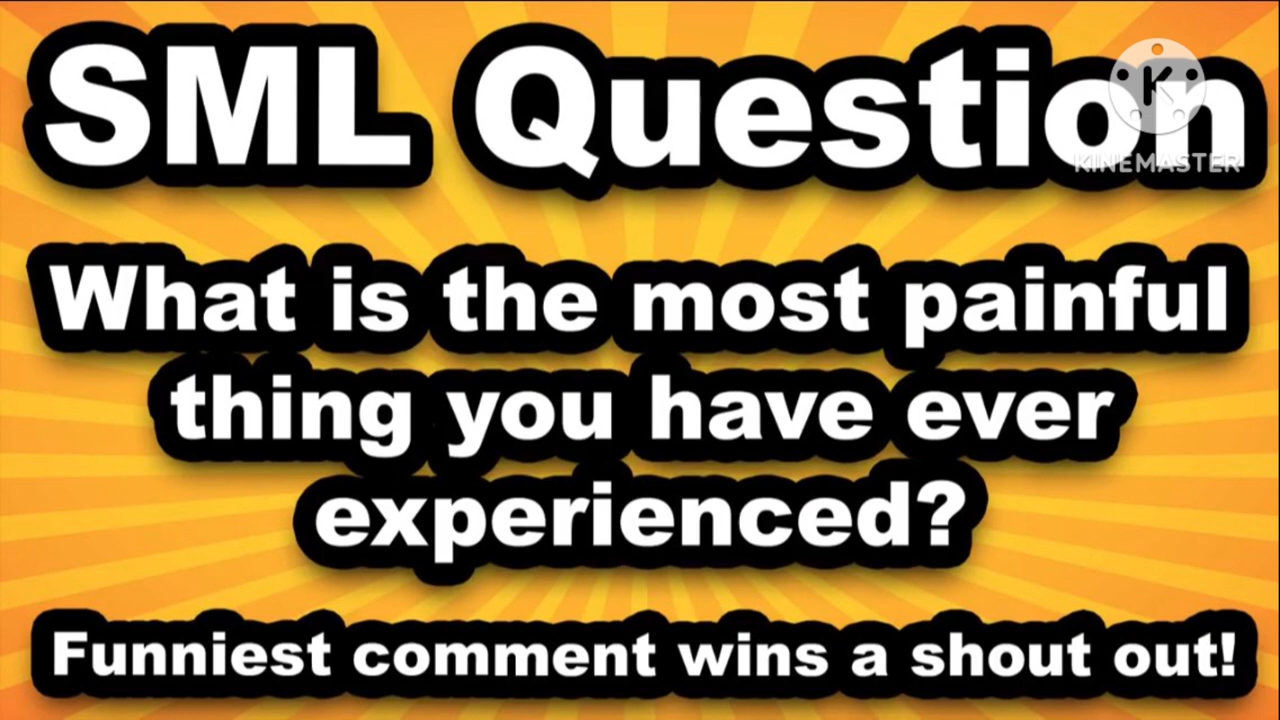 SML Question
KINEMASTER
What is the most painful
thing you have ever
experienced?
Funniest comment wins a shout out!